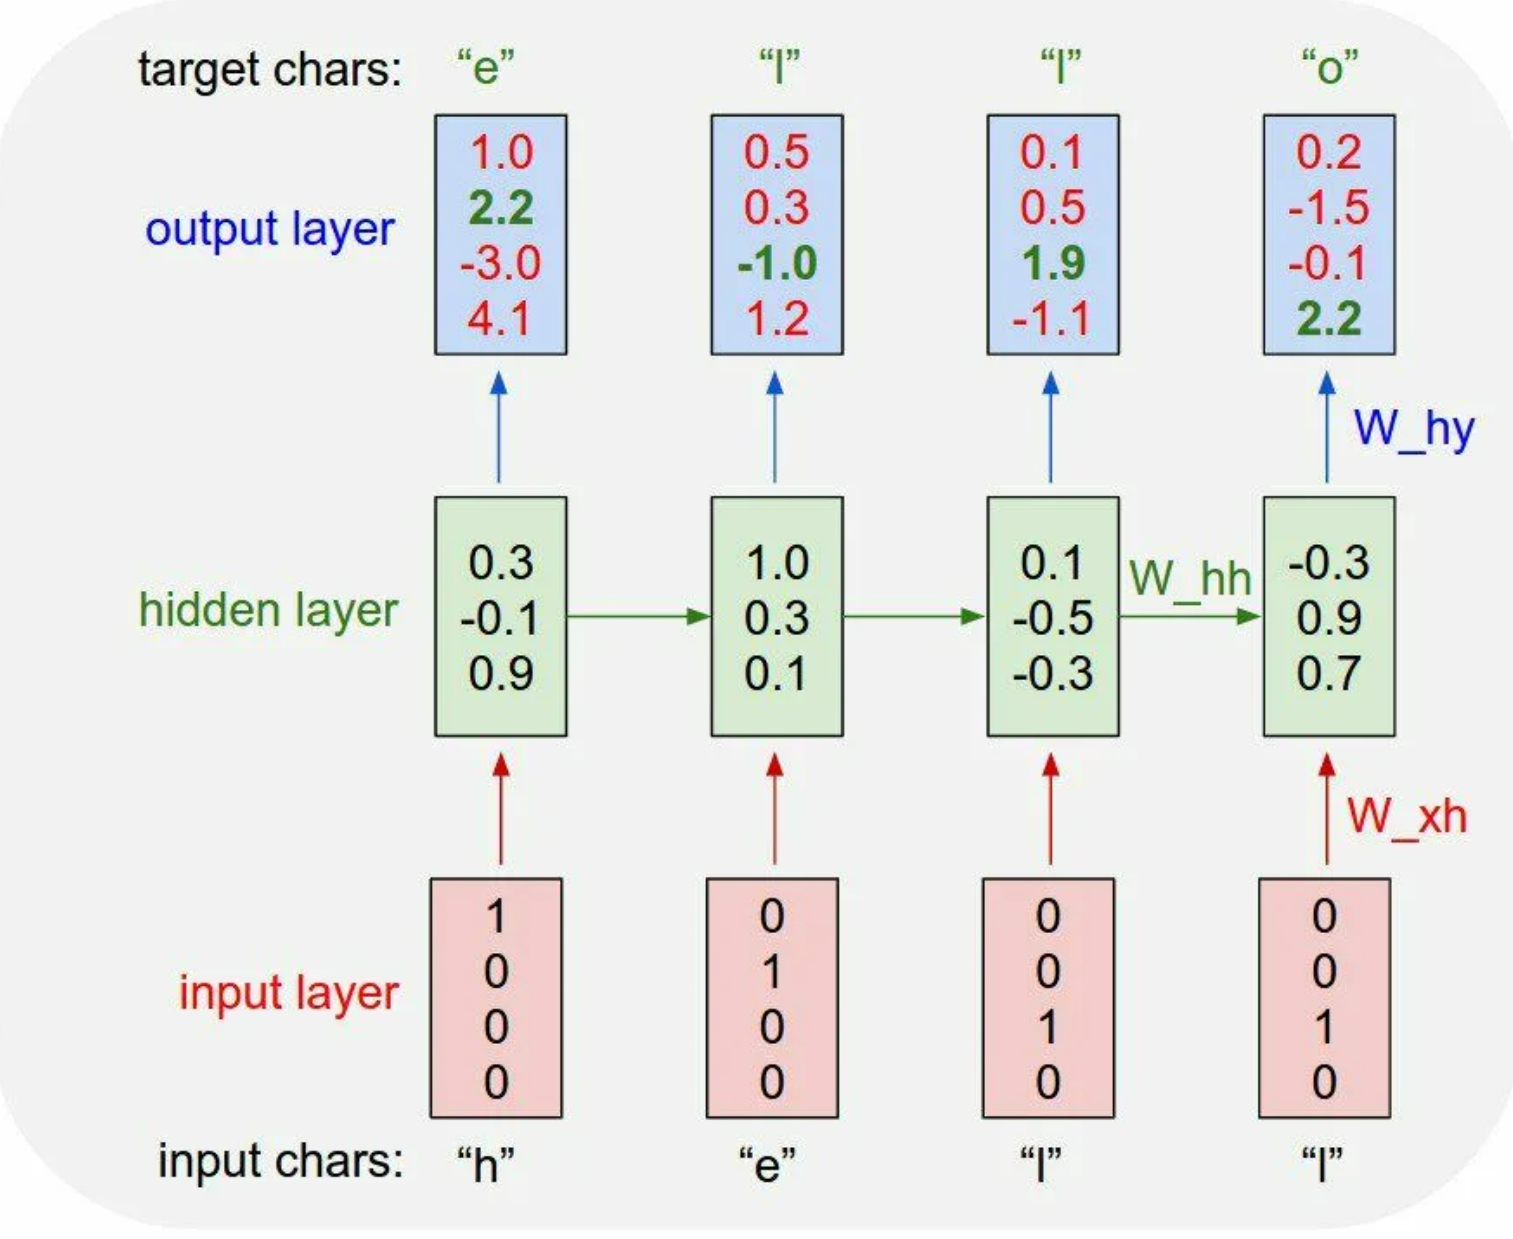 target chars: “e” “l” “l” “o”
output layer
1.0 0.5 0.1 0.2
2.2 0.3 0.5 -1.5
-3.0 -1.0 1.9 -0.1
4.1 1.2 -1.1 2.2
W_hy
hidden layer
0.3 1.0 0.1 -0.3
-0.1 0.3 -0.5 0.9
0.9 0.1 -0.3 0.7
W_hh
W_xh
input layer
1 0 0 0
0 1 0 0
0 0 1 1
0 0 0 0
input chars: “h” “e” “l” “l”